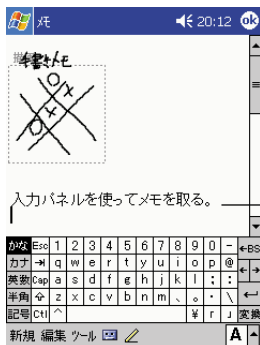 メモ 20:12 ok
手書きメモ
入力パネルを使ってメモを取る。
かな Esc 1 2 3 4 5 6 7 8 9 0 - ←BS
カナ →| q w e r t y u i o p @
英数 Cap a s d f g h j k l ; : ← →
半角 ⇧ z x c v b n m 、 。 ・ \ ↵
記号 Ctl ^ ¥ 「 」 変換
新規 編集 ツール A